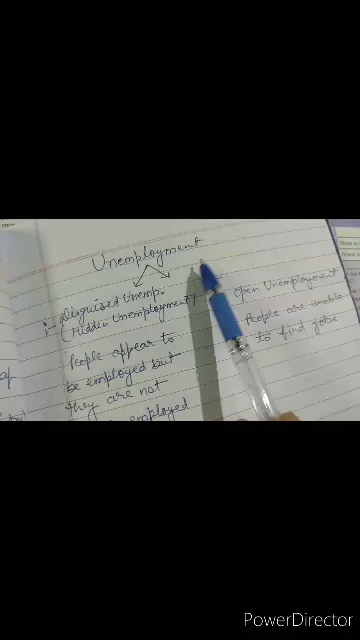 Unemployment
Disguised Unemp.
(Hidden Unemployment)
People appear to
be employed but
they are not
employed
Open Unemployment
People are unable
to find jobs
PowerDirector